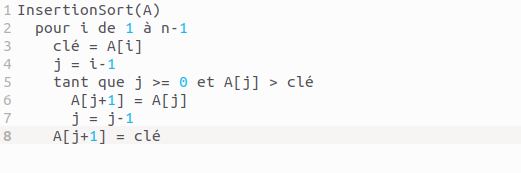 1 InsertionSort(A)
2   pour i de 1 à n-1
3     clé = A[i]
4     j = i-1
5     tant que j >= 0 et A[j] > clé
6       A[j+1] = A[j]
7       j = j-1
8     A[j+1] = clé